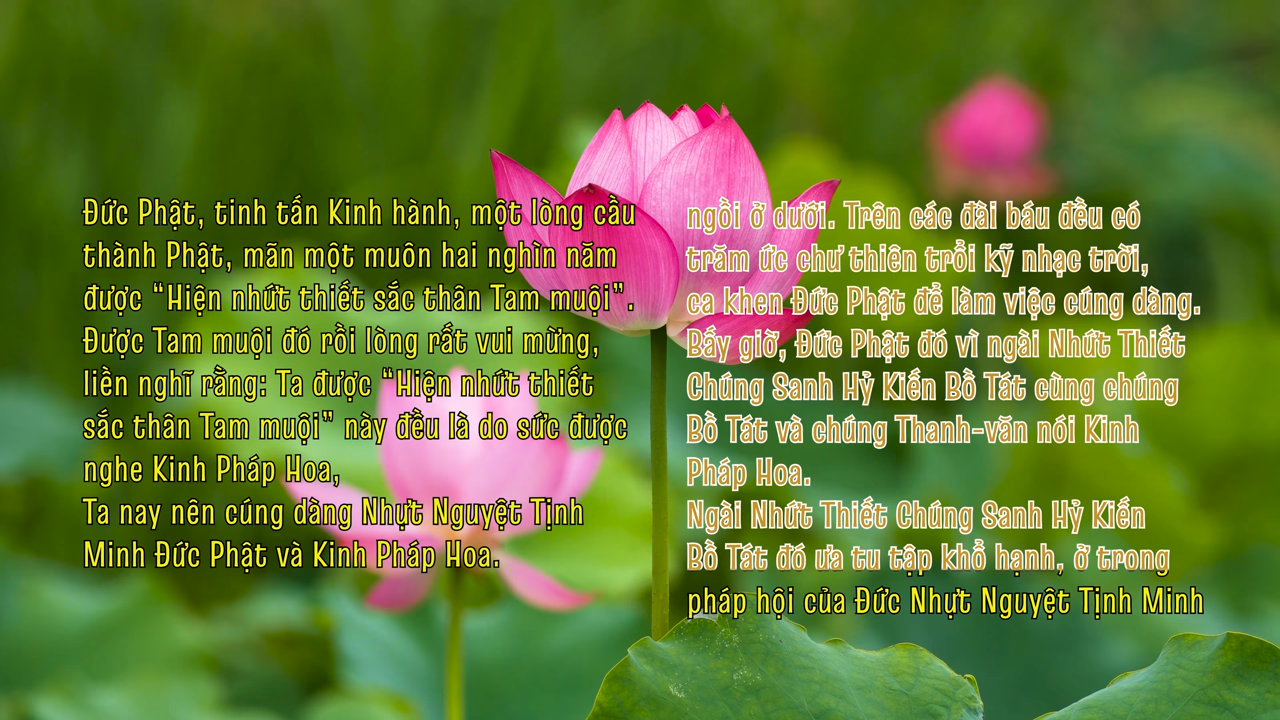 Đức Phật, tinh tấn Kinh hành, một lòng cầu
thành Phật, mãn một muôn hai nghìn năm
được “Hiện nhứt thiết sắc thân Tam muội”.
Được Tam muội đó rồi lòng rất vui mừng,
liền nghĩ rằng: Ta được “Hiện nhứt thiết
sắc thân Tam muội” này đều là do sức được
nghe Kinh Pháp Hoa,
Ta nay nên cúng dàng Nhựt Nguyệt Tịnh
Minh Đức Phật và Kinh Pháp Hoa.
ngồi ở dưới. Trên các đài báu đều có
trăm ức chư thiên trổi kỹ nhạc trời,
ca khen Đức Phật để làm việc cúng dàng.
Bấy giờ, Đức Phật đó vì ngài Nhứt Thiết
Chúng Sanh Hỷ Kiến Bồ Tát cùng chúng
Bồ Tát và chúng Thanh-văn nói Kinh
Pháp Hoa.
Ngài Nhứt Thiết Chúng Sanh Hỷ Kiến
Bồ Tát đó ưa tu tập khổ hạnh, ở trong
pháp hội của Đức Nhựt Nguyệt Tịnh Minh